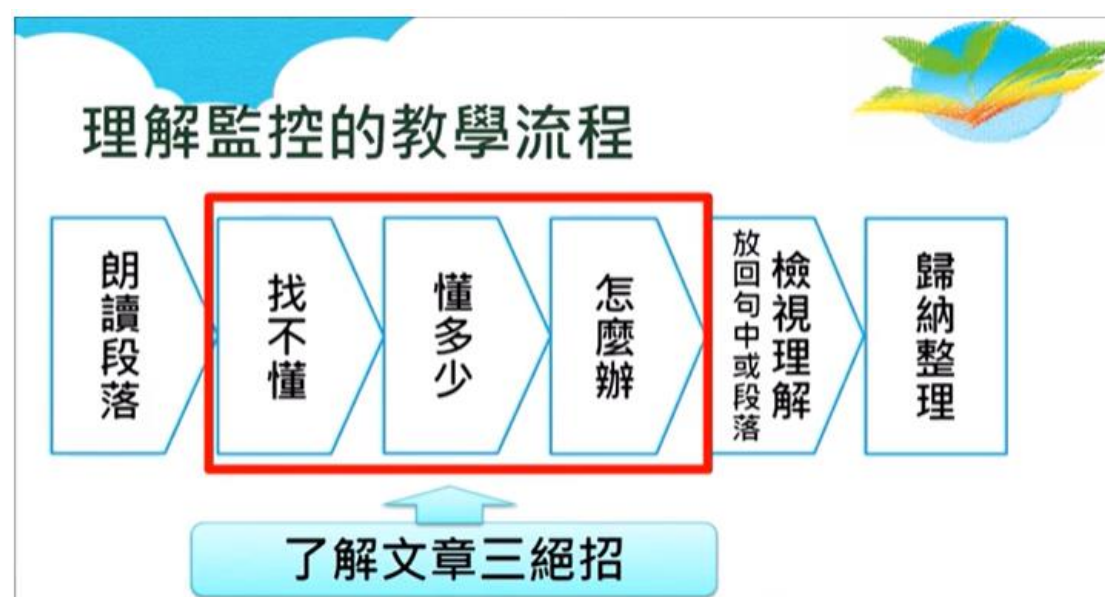 理解監控的教學流程
朗讀段落
找不懂
懂多少
怎麼辦
檢視理解
放回句中或段落
歸納整理
了解文章三絕招